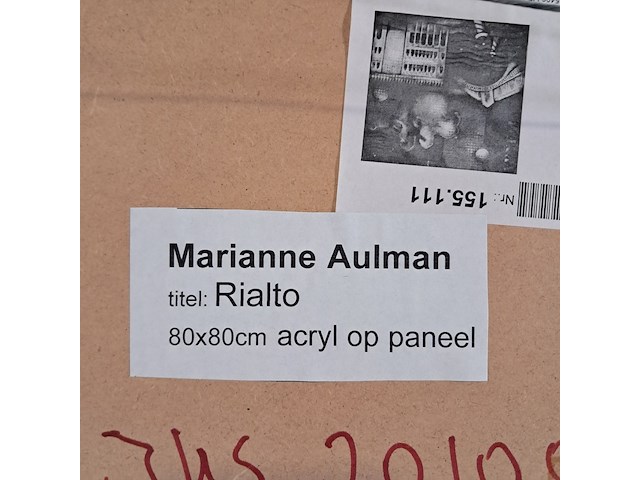 Nr.: 155.111
Marianne Aulman
titel: Rialto
80x80cm acryl op paneel